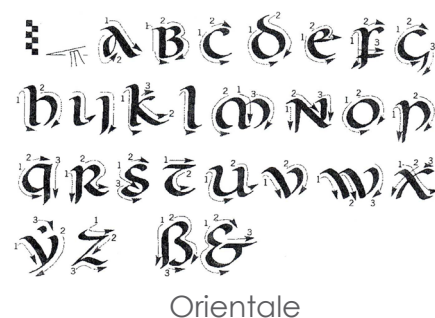 a B C d e f G
h i j k l m N o p
q R s t u v w x
ẏ z ß &
Orientale